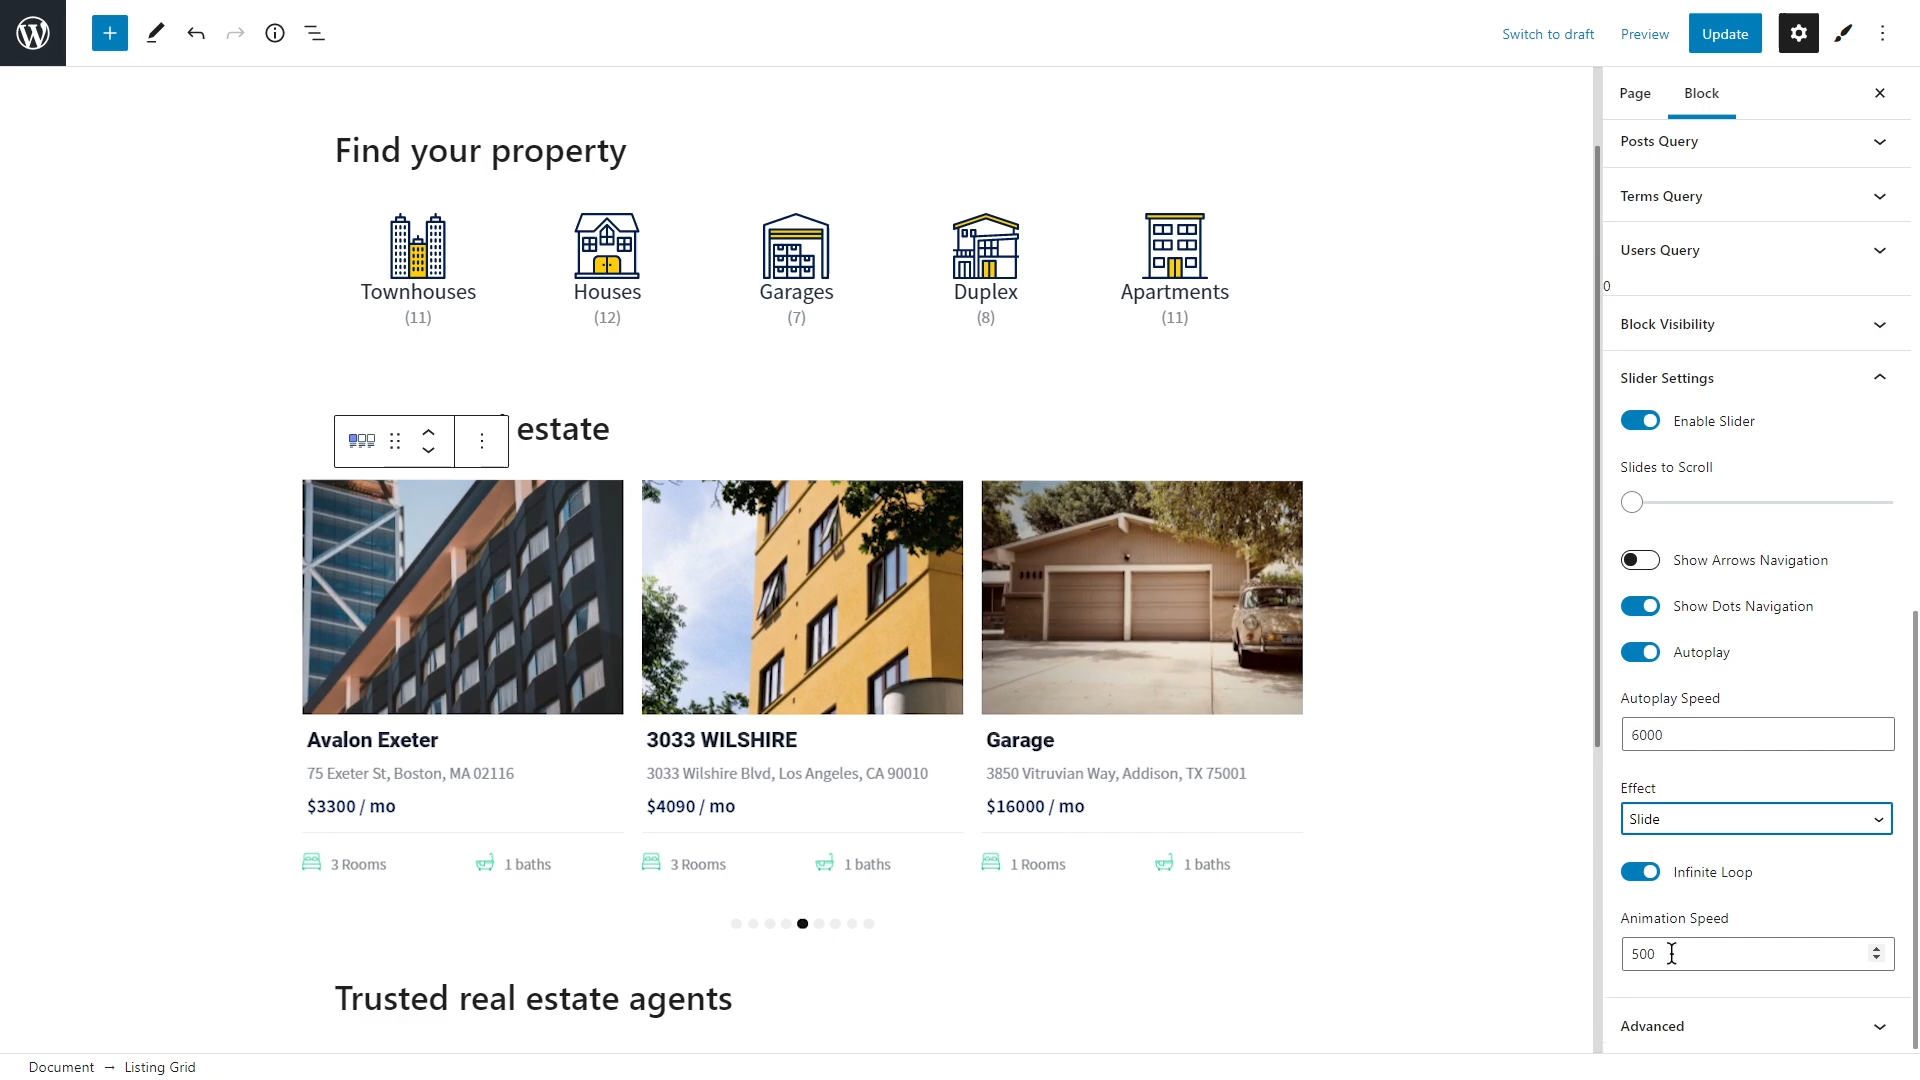 Switch to draft Preview Update
Page Block
Find your property
Townhouses Houses Garages Duplex Apartments
(11) (12) (7) (8) (11)
estate
Avalon Exeter
75 Exeter St, Boston, MA 02116
$3300 / mo
3 Rooms 1 baths
3033 WILSHIRE
3033 Wilshire Blvd, Los Angeles, CA 90010
$4090 / mo
3 Rooms 1 baths
Garage
3850 Vitruvian Way, Addison, TX 75001
$16000 / mo
1 Rooms 1 baths
Trusted real estate agents
Posts Query
Terms Query
Users Query
0
Block Visibility
Slider Settings
Enable Slider
Slides to Scroll
Show Arrows Navigation
Show Dots Navigation
Autoplay
Autoplay Speed
6000
Effect
Slide
Infinite Loop
Animation Speed
500
Advanced
Document → Listing Grid